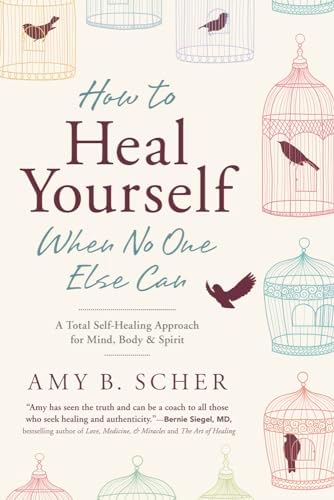 How to
Heal
Yourself
When No One
Else Can
A Total Self-Healing Approach
for Mind, Body & Spirit
AMY B. SCHER
“Amy has seen the truth and can be a coach to all those
who seek healing and authenticity.”—Bernie Siegel, MD,
bestselling author of Love, Medicine, & Miracles and The Art of Healing